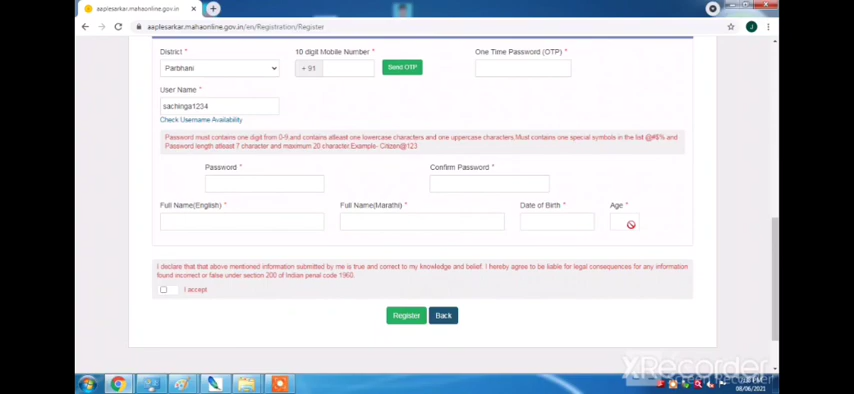 aaplesarkar.mahaonline.gov.in
aaplesarkar.mahaonline.gov.in/en/Registration/Register
District * 10 digit Mobile Number * One Time Password (OTP) *
Parbhani + 91 Send OTP
User Name *
sachinga1234
Check Username Availability
Password must contains one digit from 0-9.and contains atleast one lowercase characters and one uppercase characters.Must contains one special symbols in the list @#$% and
Password length atleast 7 character and maximum 20 character.Example- Citizen@123
Password * Confirm Password *
Full Name(English) * Full Name(Marathi) * Date of Birth * Age *
I declare that that above mentioned information submitted by me is true and correct to my knowledge and belief. I hereby agree to be liable for legal consequences for any information
found incorrect or false under section 200 of Indian penal code 1960.
I accept
Register Back
XRecorder
08/06/2021